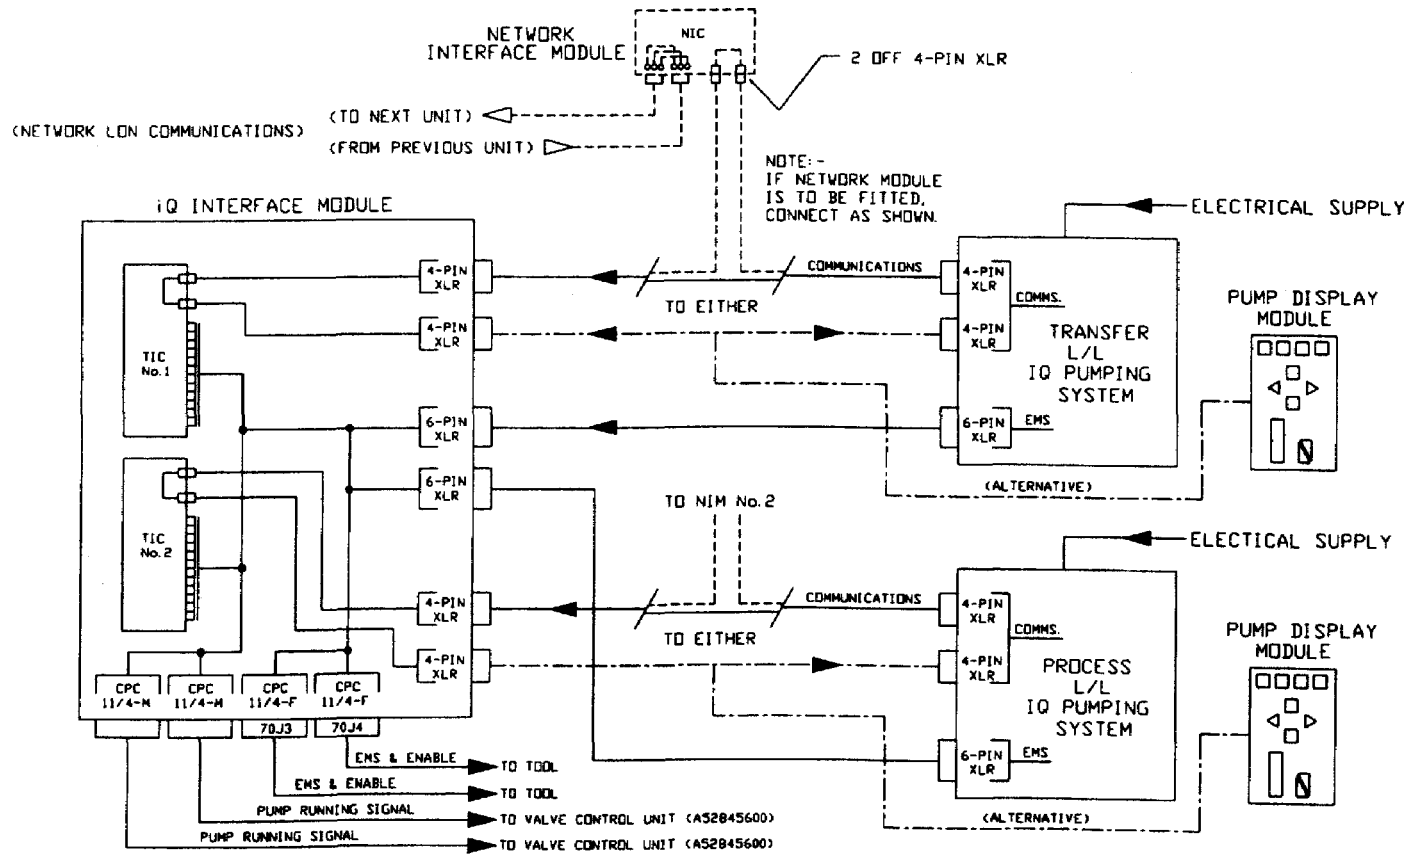 NETWORK
INTERFACE MODULE
NIC
2 OFF 4-PIN XLR
(TO NEXT UNIT)
(NETWORK LON COMMUNICATIONS)
(FROM PREVIOUS UNIT)
NOTE:-
IF NETWORK MODULE
IS TO BE FITTED,
CONNECT AS SHOWN.
iQ INTERFACE MODULE
ELECTRICAL SUPPLY
4-PIN
XLR
COMMUNICATIONS
4-PIN
XLR
COMMS.
TO EITHER
PUMP DISPLAY
MODULE
TIC
No.1
4-PIN
XLR
4-PIN
XLR
TRANSFER
L/L
IQ PUMPING
SYSTEM
6-PIN
XLR
6-PIN
XLR
EMS
6-PIN
XLR
(ALTERNATIVE)
TO NIM No.2
TIC
No.2
ELECTICAL SUPPLY
4-PIN
XLR
COMMUNICATIONS
4-PIN
XLR
COMMS.
TO EITHER
PUMP DISPLAY
MODULE
4-PIN
XLR
4-PIN
XLR
PROCESS
L/L
IQ PUMPING
SYSTEM
CPC
11/4-M
CPC
11/4-M
CPC
11/4-F
CPC
11/4-F
70J3
70J4
6-PIN
XLR
EMS
EMS & ENABLE
TO TOOL
EMS & ENABLE
TO TOOL
PUMP RUNNING SIGNAL
TO VALVE CONTROL UNIT (A52845600)
(ALTERNATIVE)
PUMP RUNNING SIGNAL
TO VALVE CONTROL UNIT (A52845600)